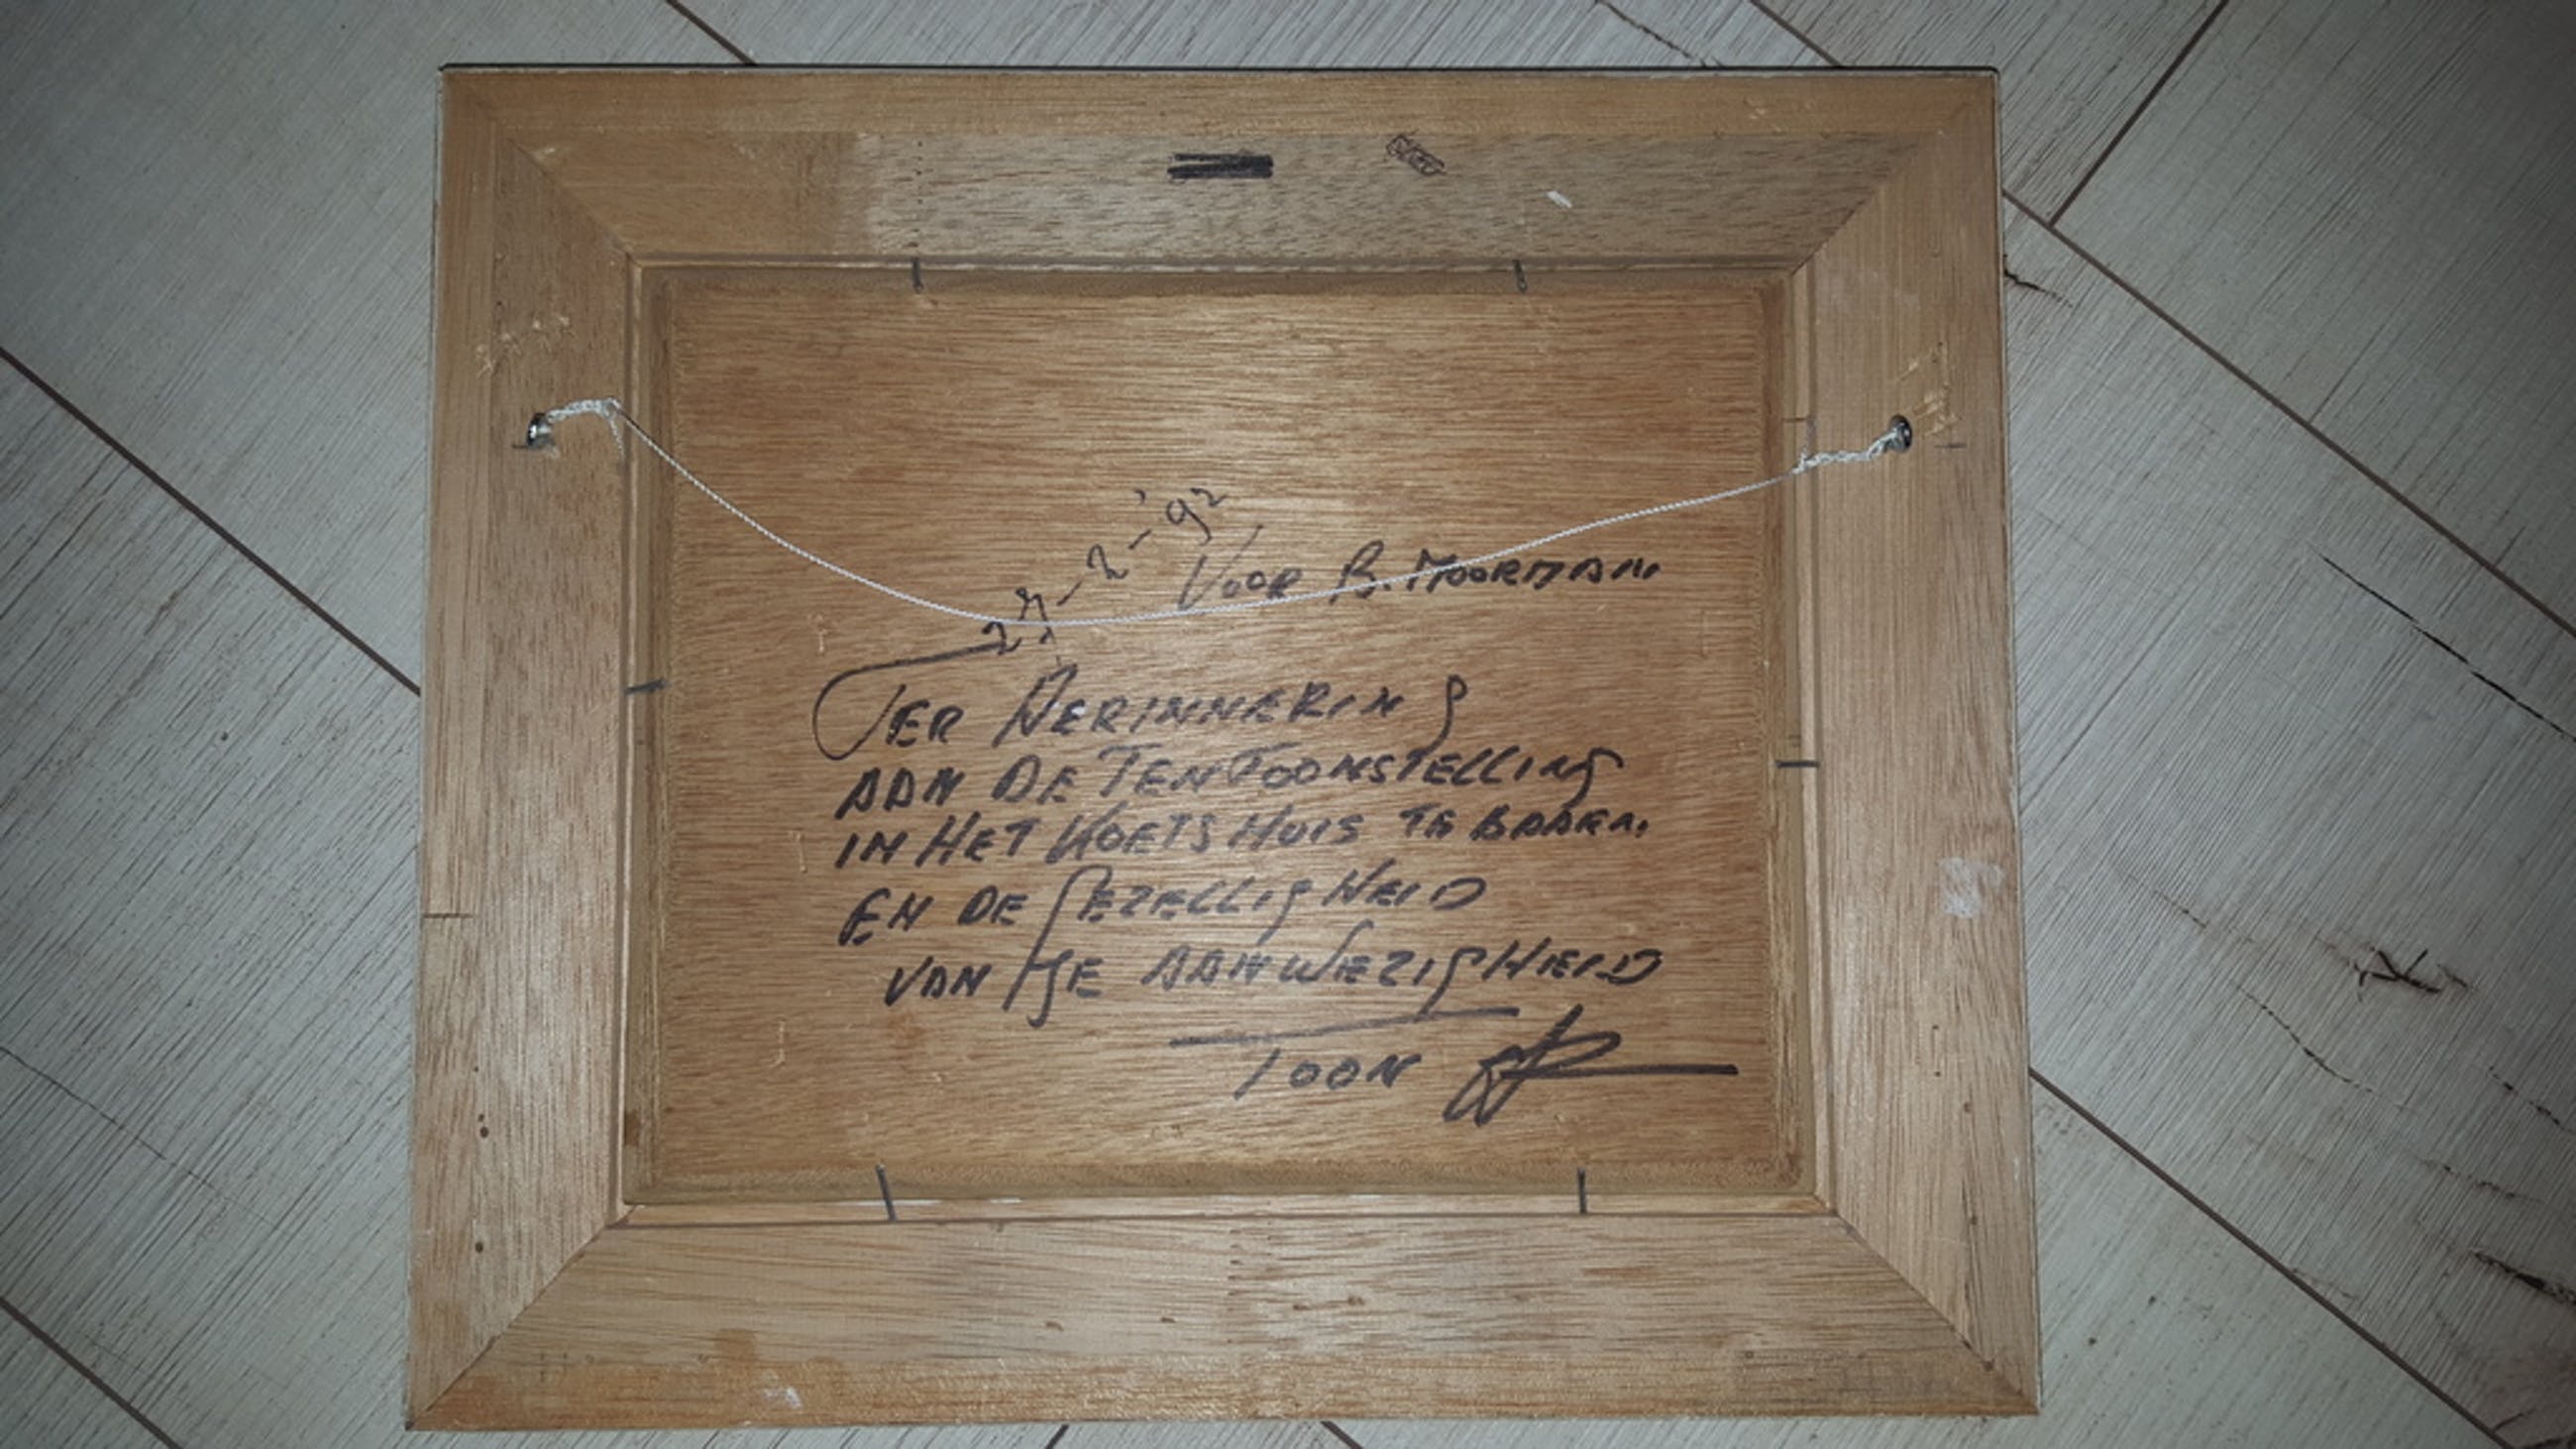 27-2-'92
VOOR B. MOORMAN.
TER HERINNERING
AAN DE TENTOONSTELLING
IN HET KOETSHUIS TE BAARN.
EN DE GEZELLIGHEID
VAN JE AANWEZIGHEID
TOON